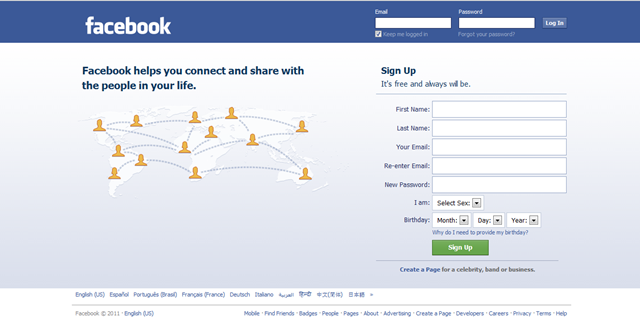 facebook
Email
Password
Log In
Keep me logged in
Forgot your password?
Facebook helps you connect and share with
the people in your life.
Sign Up
It's free and always will be.
First Name:
Last Name:
Your Email:
Re-enter Email:
New Password:
I am: Select Sex:
Birthday: Month: Day: Year:
Why do I need to provide my birthday?
Sign Up
Create a Page for a celebrity, band or business.
English (US) Español Português (Brasil) Français (France) Deutsch Italiano العربية हिन्दी 中文(简体) 日本語 »
Facebook © 2011 · English (US)
Mobile · Find Friends · Badges · People · Pages · About · Advertising · Create a Page · Developers · Careers · Privacy · Terms · Help